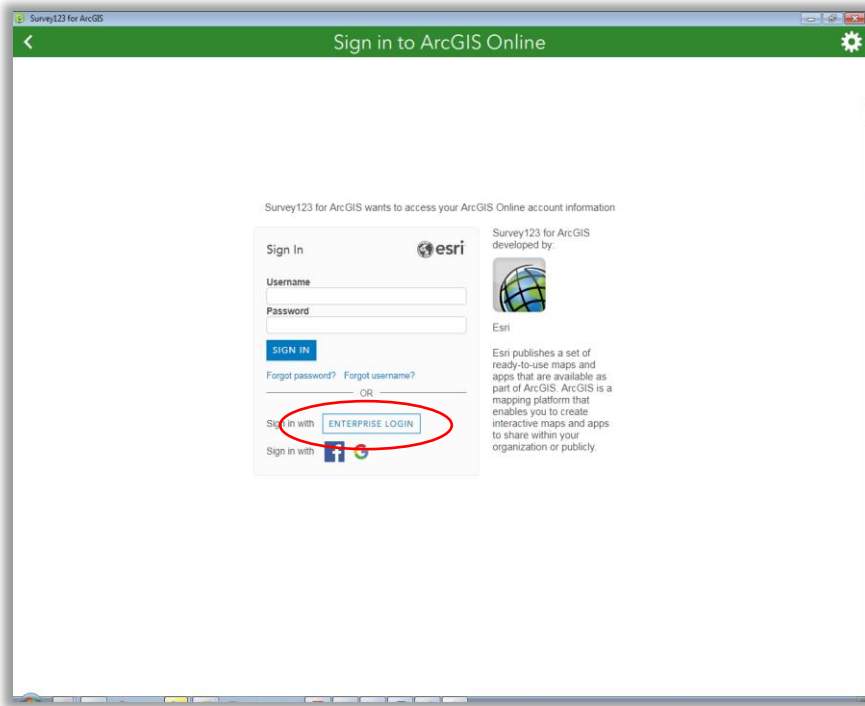 Survey123 for ArcGIS
Sign in to ArcGIS Online
Survey123 for ArcGIS wants to access your ArcGIS Online account information
Sign In
esri
Username
Password
SIGN IN
Forgot password? Forgot username?
OR
Sign in with ENTERPRISE LOGIN
Sign in with
Survey123 for ArcGIS
developed by:
Esri
Esri publishes a set of
ready-to-use maps and
apps that are available as
part of ArcGIS. ArcGIS is a
mapping platform that
enables you to create
interactive maps and apps
to share within your
organization or publicly.